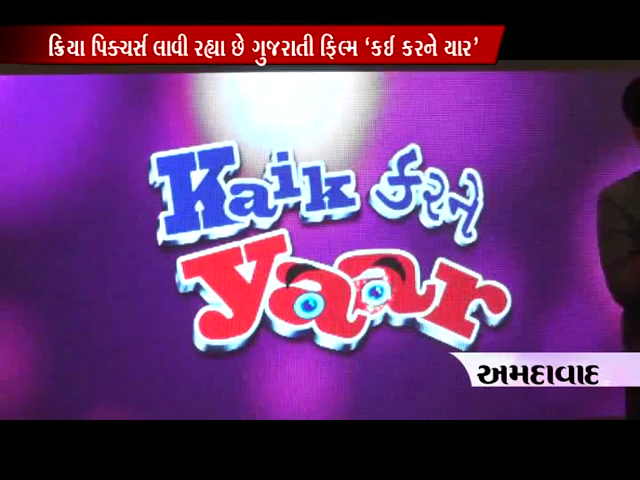 ક્રિયા પિક્ચર્સ લાવી રહ્યા છે ગુજરાતી ફિલ્મ ‘કઈ કરને યાર’
Kaik કરને
Yaar
અમદાવાદ